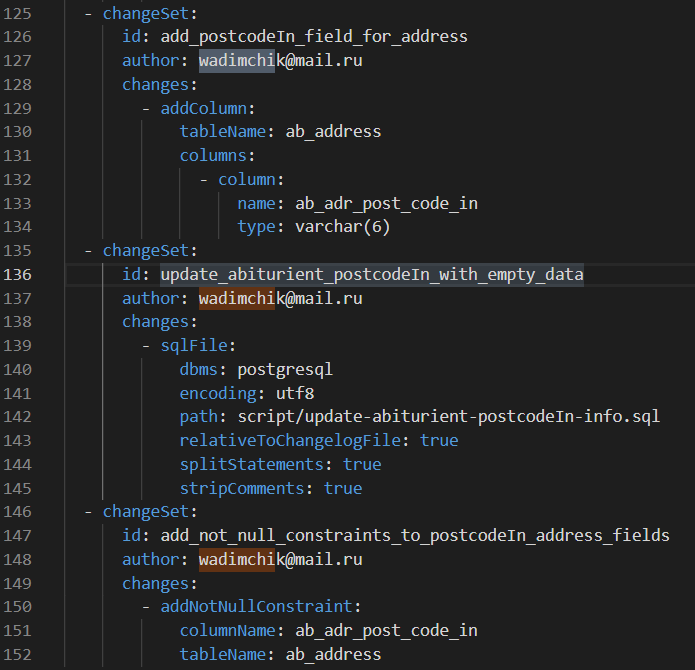 125 - changeSet:
126 id: add_postcodeIn_field_for_address
127 author: wadimchik@mail.ru
128 changes:
129 - addColumn:
130 tableName: ab_address
131 columns:
132 - column:
133 name: ab_adr_post_code_in
134 type: varchar(6)
135 - changeSet:
136 id: update_abiturient_postcodeIn_with_empty_data
137 author: wadimchik@mail.ru
138 changes:
139 - sqlFile:
140 dbms: postgresql
141 encoding: utf8
142 path: script/update-abiturient-postcodeIn-info.sql
143 relativeToChangelogFile: true
144 splitStatements: true
145 stripComments: true
146 - changeSet:
147 id: add_not_null_constraints_to_postcodeIn_address_fields
148 author: wadimchik@mail.ru
149 changes:
150 - addNotNullConstraint:
151 columnName: ab_adr_post_code_in
152 tableName: ab_address